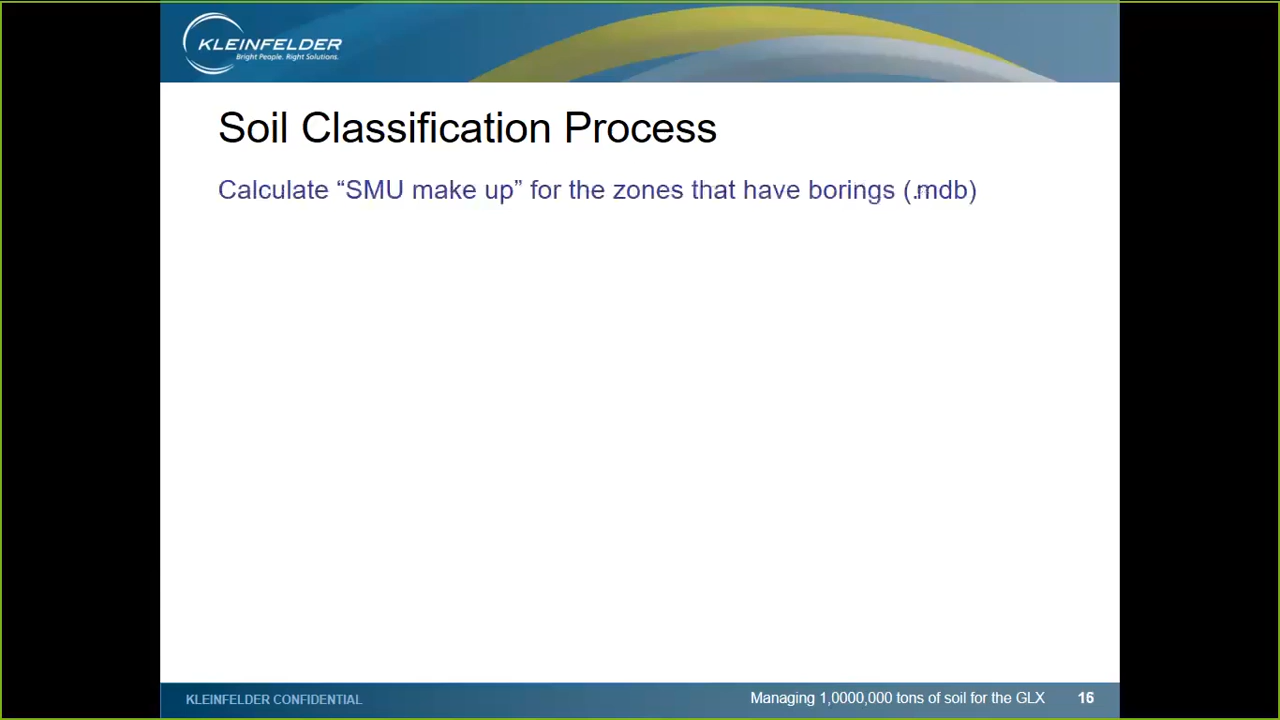 KLEINFELDER
Bright People. Right Solutions.
Soil Classification Process
Calculate “SMU make up” for the zones that have borings (.mdb)
KLEINFELDER CONFIDENTIAL
Managing 1,0000,000 tons of soil for the GLX 16